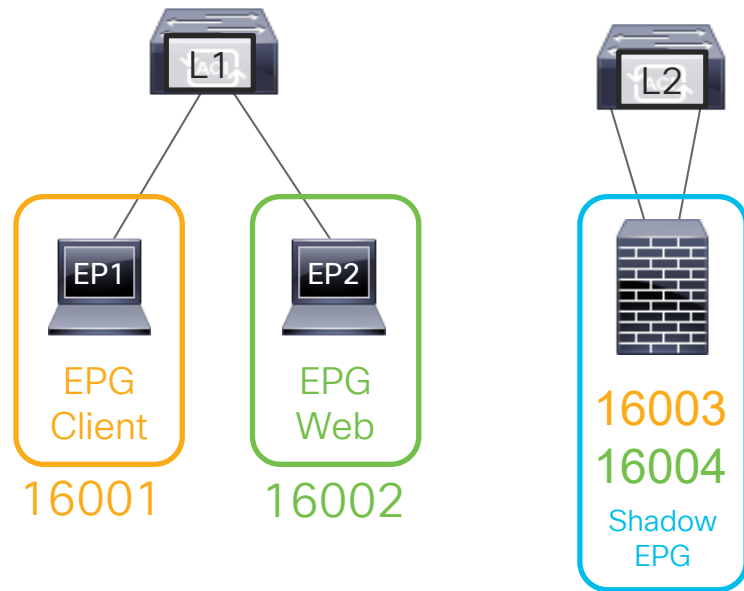 L1
L2
EP1
EP2
EPG
Client
EPG
Web
16001
16002
16003
16004
Shadow
EPG